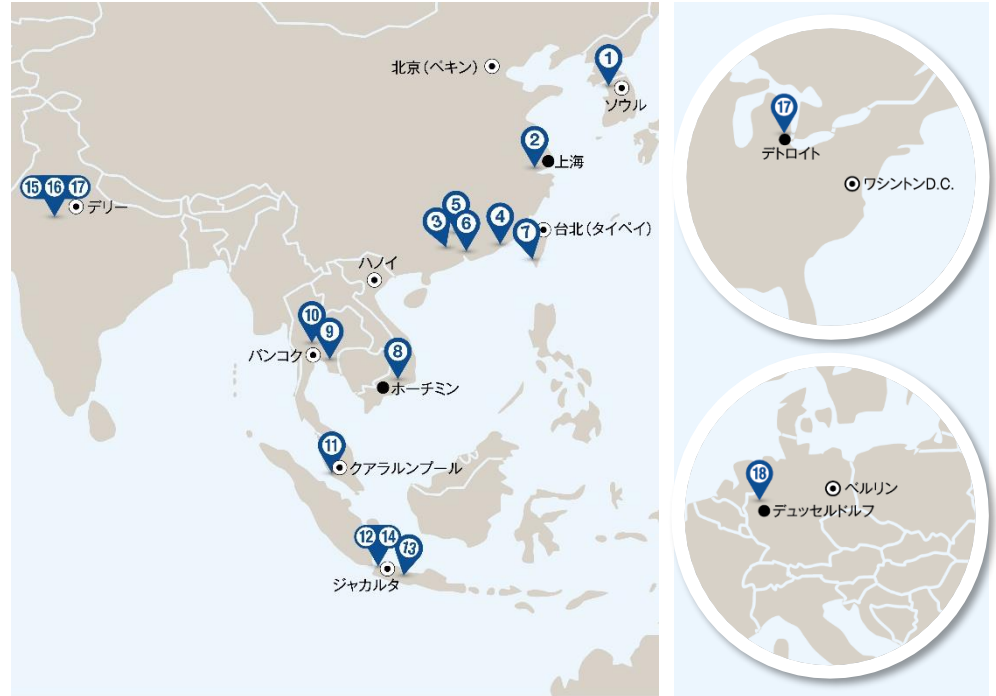 1
北京（ペキン）
ソウル
2
上海
15 16 17
デリー
5
3
6
4
7
台北（タイペイ）
ハノイ
10
9
バンコク
8
ホーチミン
11
クアラルンプール
12 14
13
ジャカルタ
17
デトロイト
ワシントンD.C.
18
ベルリン
デュッセルドルフ